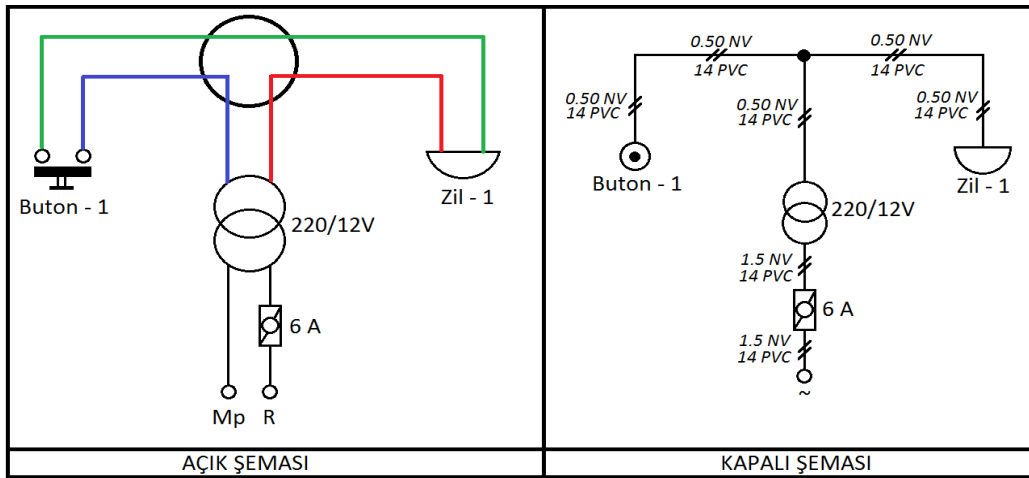 Buton - 1
Zil - 1
220/12V
6 A
Mp R
AÇIK ŞEMASI
0.50 NV
14 PVC
0.50 NV
14 PVC
0.50 NV
14 PVC
0.50 NV
14 PVC
0.50 NV
14 PVC
Buton - 1
Zil - 1
220/12V
1.5 NV
14 PVC
6 A
1.5 NV
14 PVC
~
KAPALI ŞEMASI